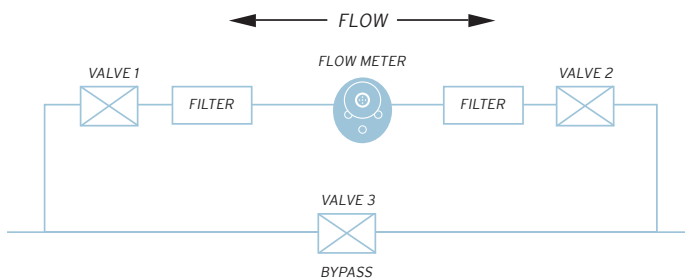 FLOW
FLOW METER
VALVE 1
VALVE 2
FILTER
FILTER
VALVE 3
BYPASS